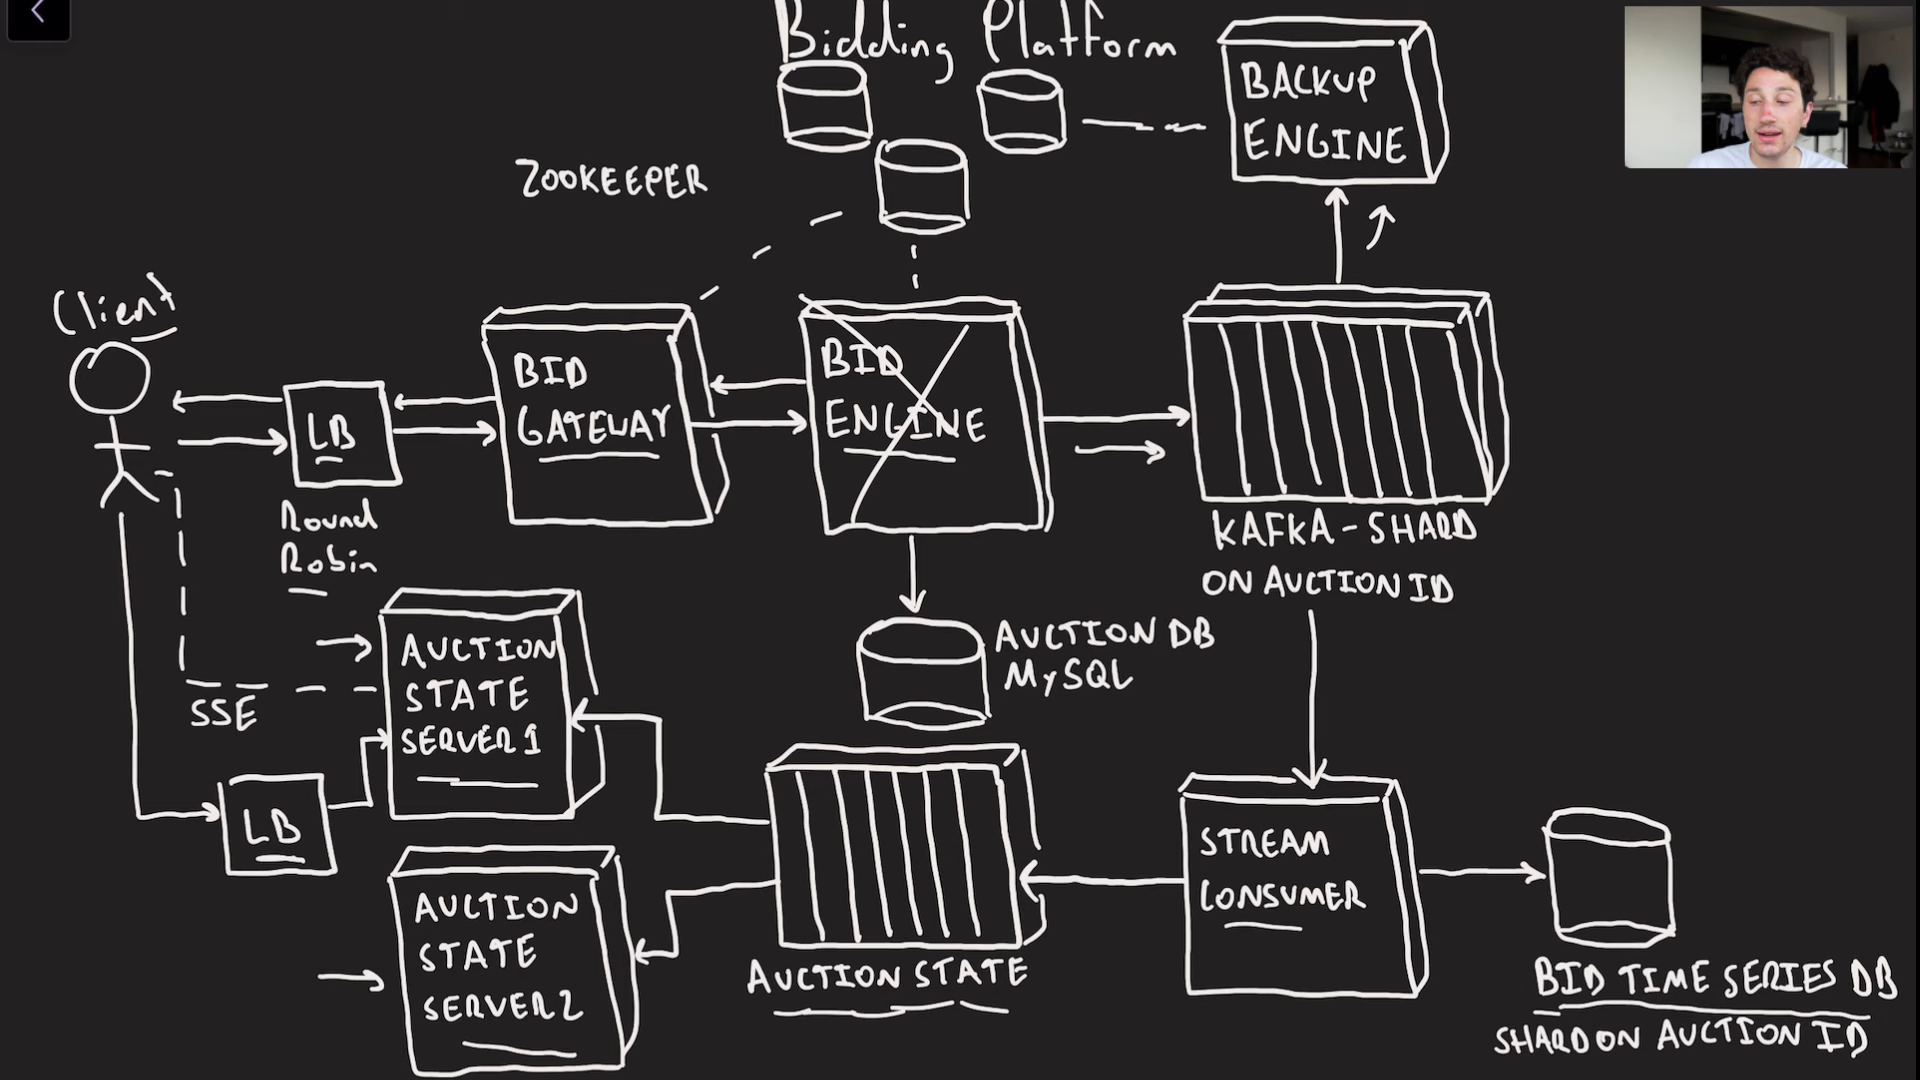 Bidding Platform
BACKUP
ENGINE
ZOOKEEPER
Client
LB
Round
Robin
BID
GATEWAY
BID
ENGINE
KAFKA - SHARD
ON AUCTION ID
AUCTION DB
MySQL
AUCTION
STATE
SERVER 1
SSE
LB
AUCTION
STATE
SERVER 2
AUCTION STATE
STREAM
CONSUMER
BID TIME SERIES DB
SHARD ON AUCTION ID